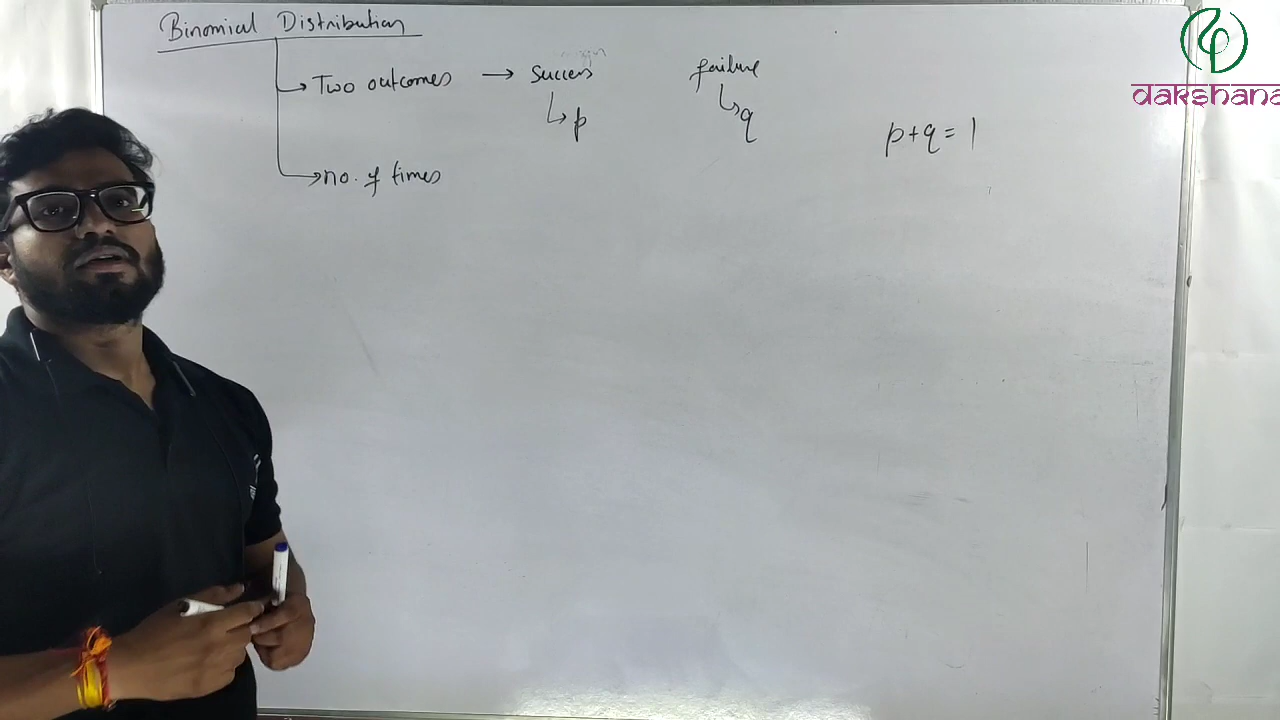 Binomial Distribution
→ Two outcomes → success failure
↳ p ↳ q
p+q = 1
→ no. of times
dakshana